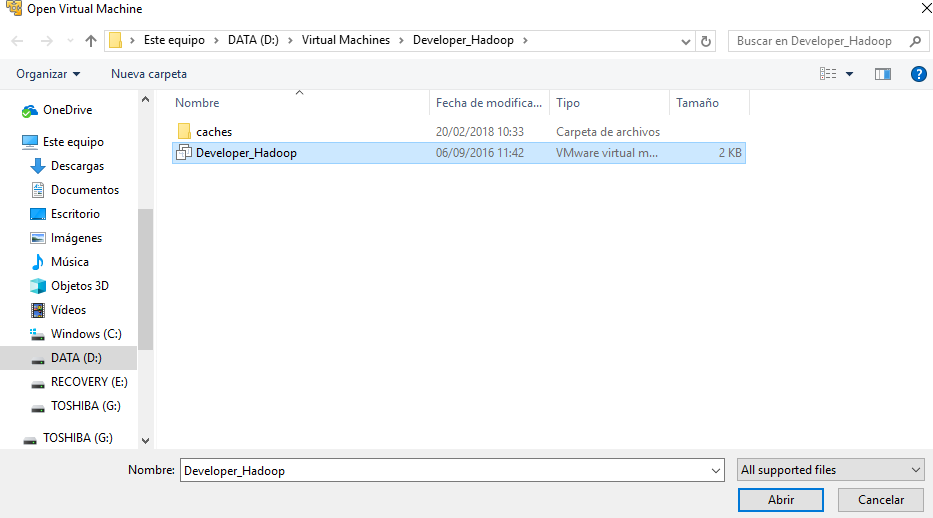 Open Virtual Machine
Este equipo > DATA (D:) > Virtual Machines > Developer_Hadoop >
Buscar en Developer_Hadoop
Organizar
Nueva carpeta
OneDrive
Este equipo
Descargas
Documentos
Escritorio
Imágenes
Música
Objetos 3D
Vídeos
Windows (C:)
DATA (D:)
RECOVERY (E:)
TOSHIBA (G:)
TOSHIBA (G:)
Nombre Fecha de modifica... Tipo Tamaño
caches 20/02/2018 10:33 Carpeta de archivos
Developer_Hadoop 06/09/2016 11:42 VMware virtual m... 2 KB
Nombre: Developer_Hadoop
All supported files
Abrir
Cancelar